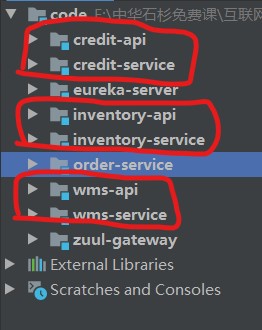 code F:\中华石杉免费课\互联网
credit-api
credit-service
eureka-server
inventory-api
inventory-service
order-service
wms-api
wms-service
zuul-gateway
External Libraries
Scratches and Consoles